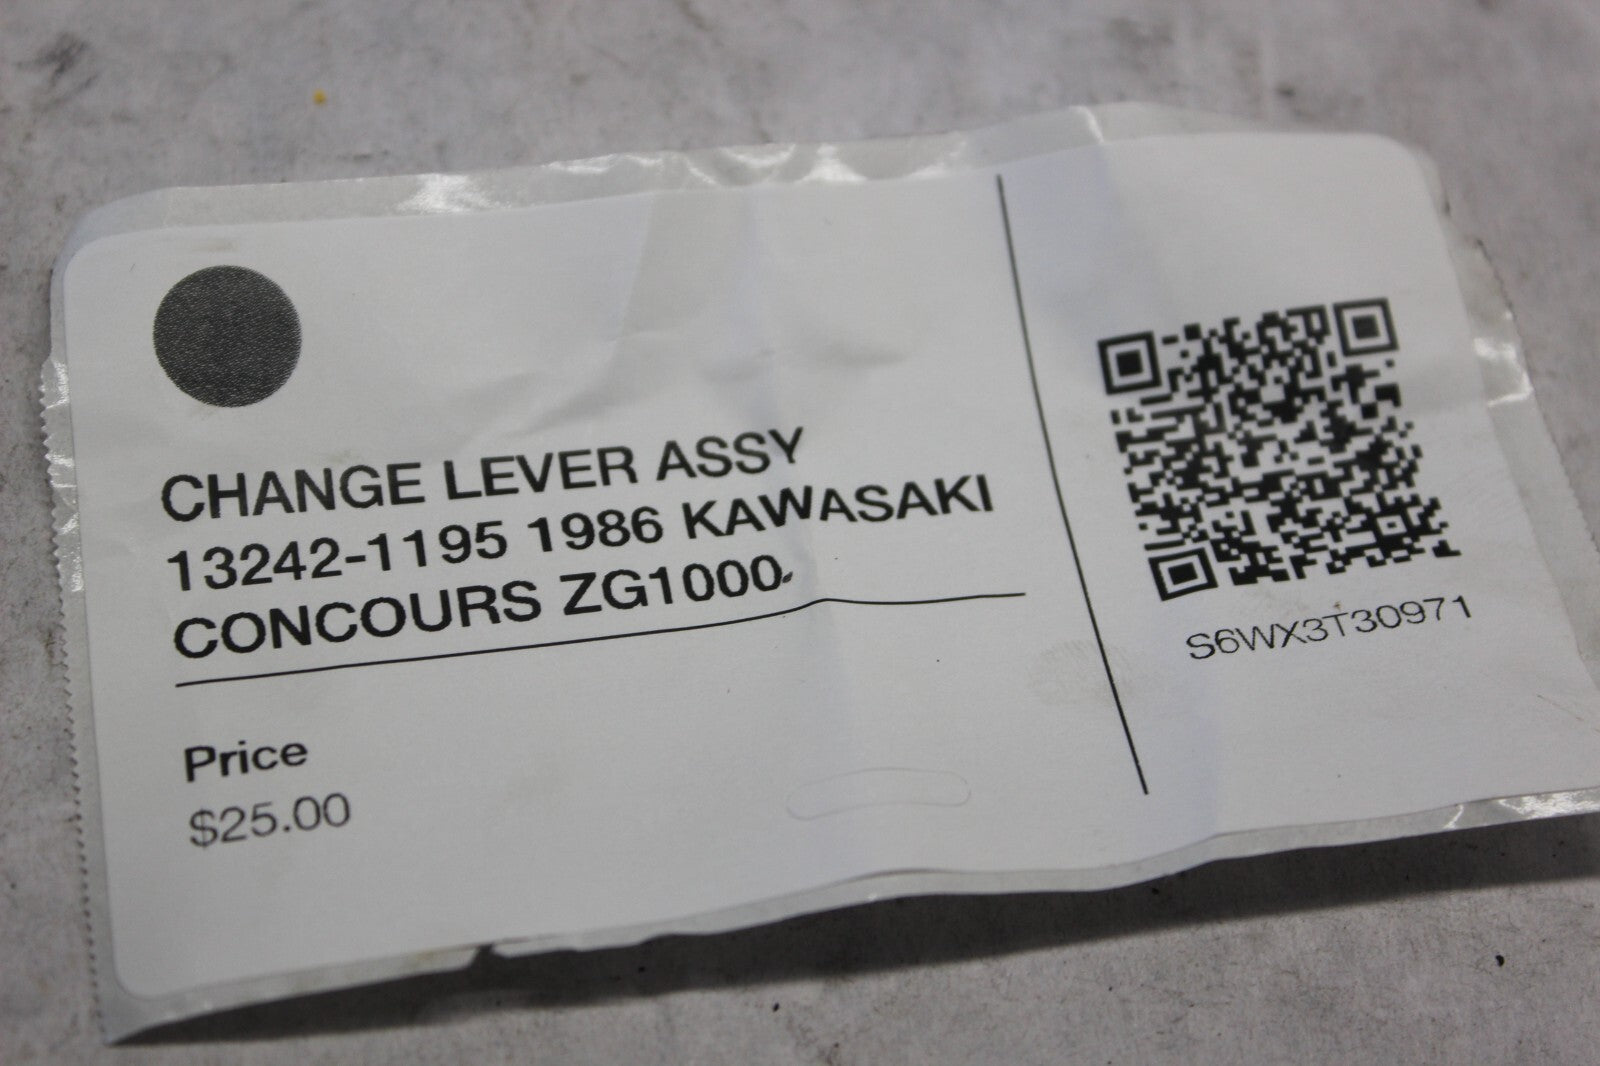 CHANGE LEVER ASSY
13242-1195 1986 KAWASAKI
CONCOURS ZG1000
Price
$25.00
S6WX3T30971